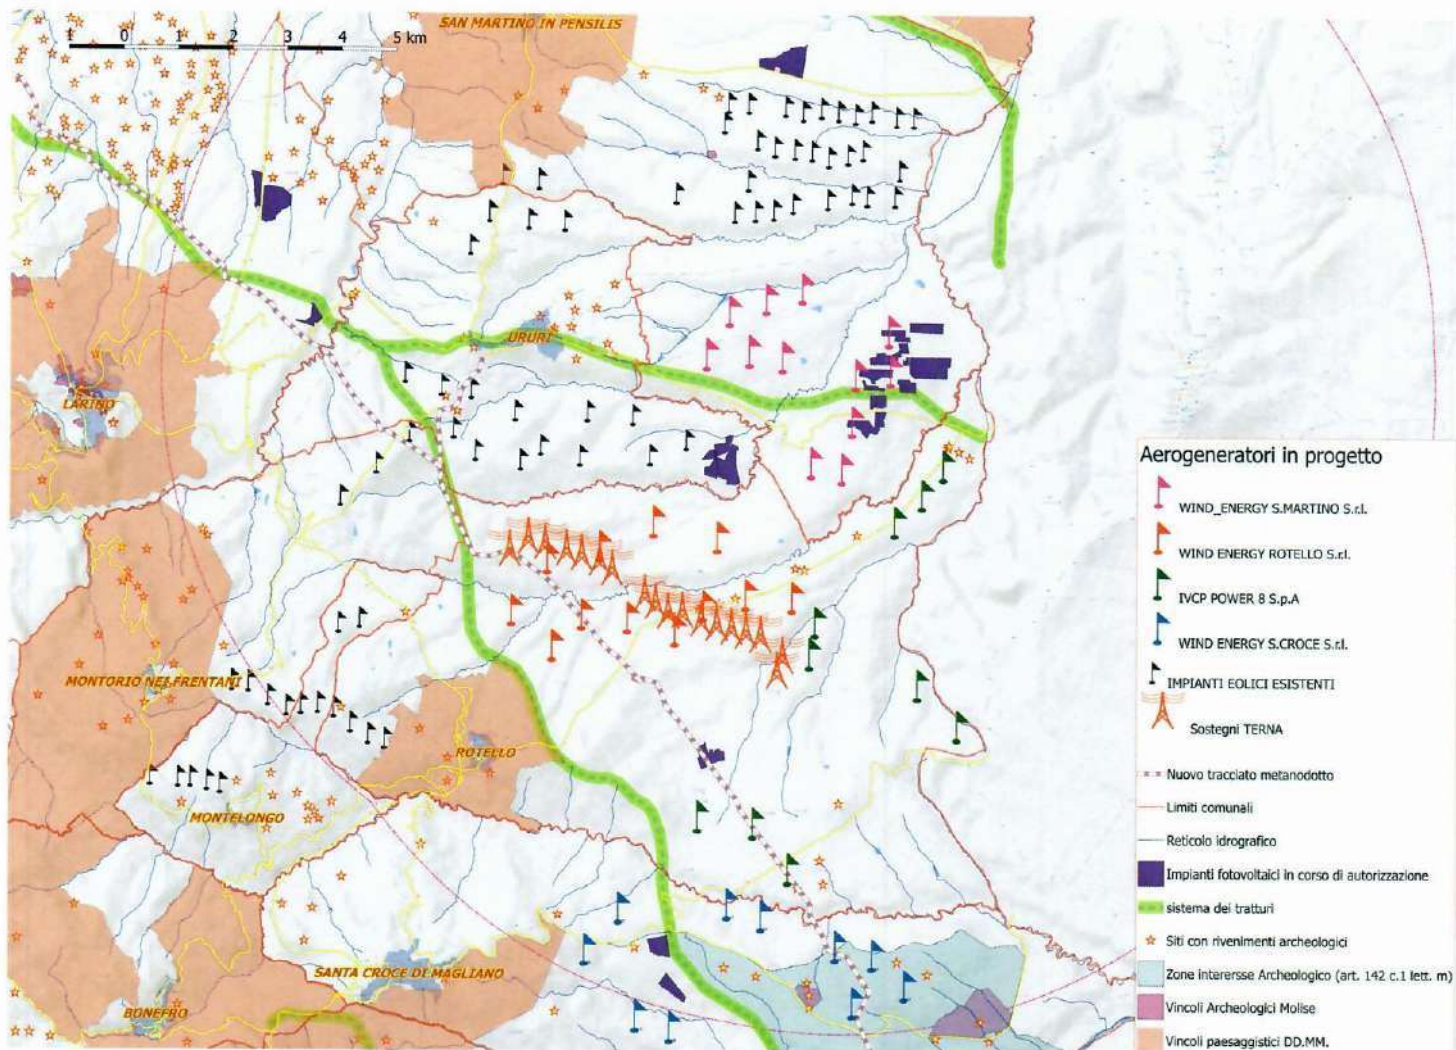 SAN MARTINO IN PENSILIS
1 0 1 2 3 4 5 km
URURI
LARINO
MONTORIO NEI FRENTANI
ROTELLO
MONTELONGO
SANTA CROCE DI MAGLIANO
BONEFRO
Aerogeneratori in progetto
WIND_ENERGY S.MARTINO S.r.l.
WIND ENERGY ROTELLO S.r.l.
IVCP POWER 8 S.p.A
WIND ENERGY S.CROCE S.r.l.
IMPIANTI EOLICI ESISTENTI
Sostegni TERNA
Nuovo tracciato metanodotto
Limiti comunali
Reticolo idrografico
Impianti fotovoltaici in corso di autorizzazione
sistema dei tratturi
Siti con rivenimenti archeologici
Zone interersse Archeologico (art. 142 c.1 lett. m)
Vincoli Archeologici Molise
Vincoli paesaggistici DD.MM.